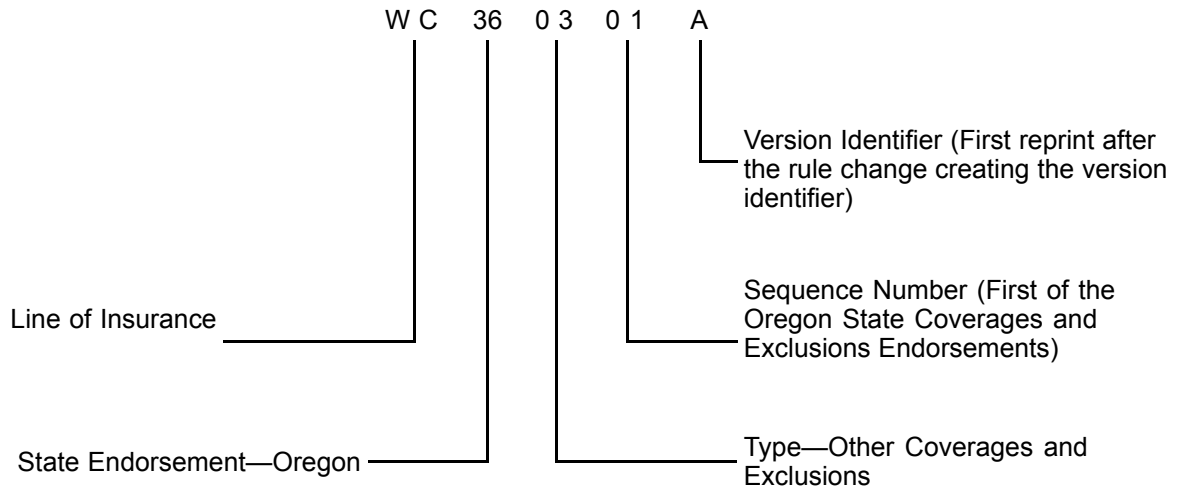 W C 36 0 3 0 1 A
Version Identifier (First reprint after
the rule change creating the version
identifier)
Sequence Number (First of the
Oregon State Coverages and
Exclusions Endorsements)
Line of Insurance
Type—Other Coverages and
Exclusions
State Endorsement—Oregon